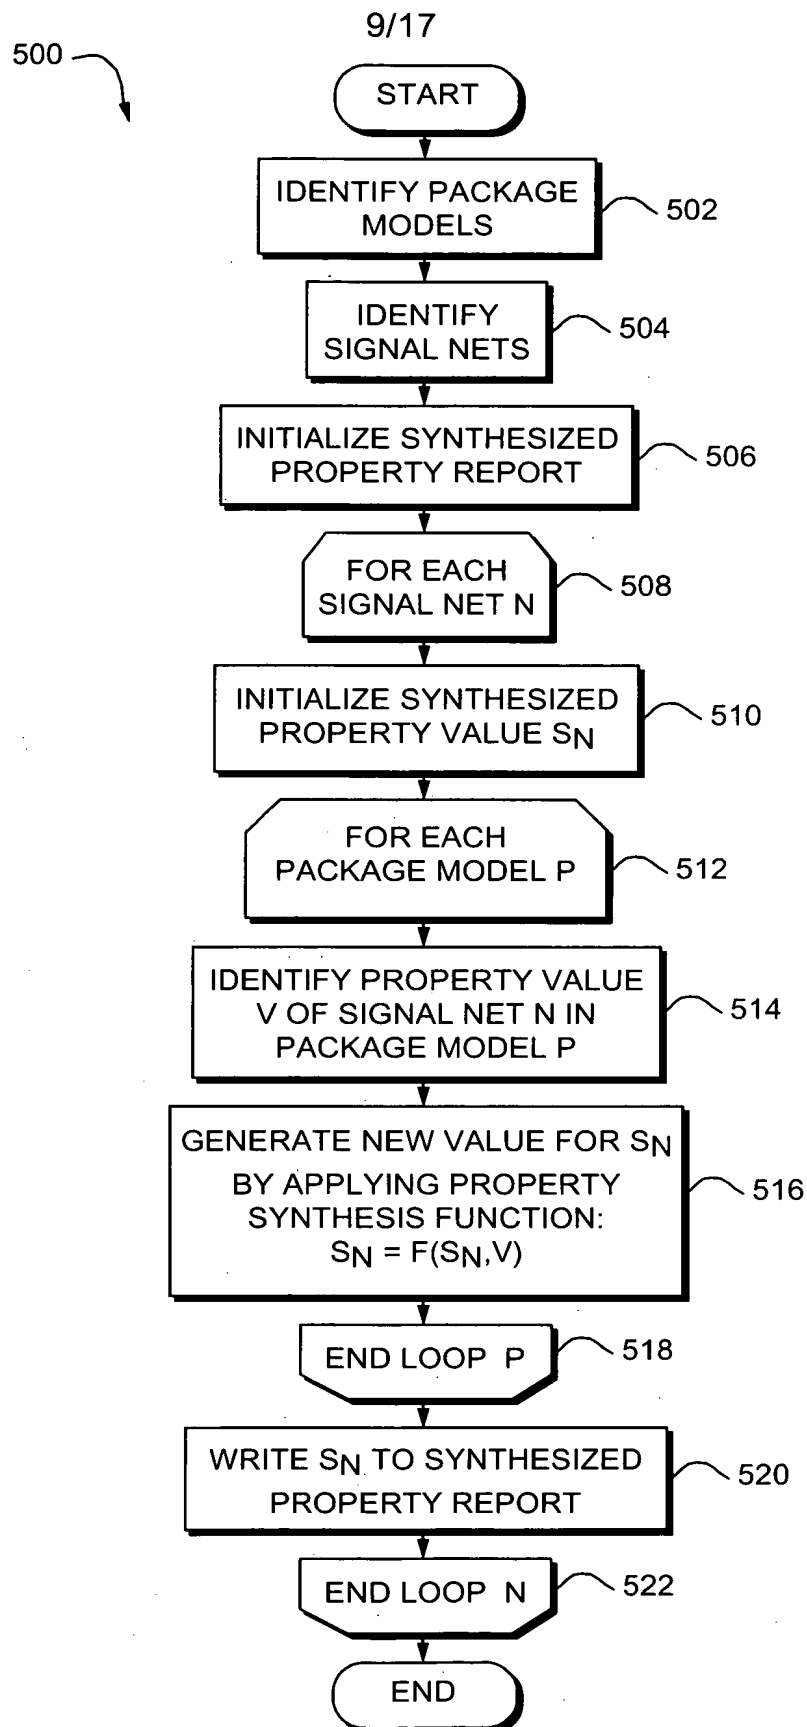 9/17
500
START
IDENTIFY PACKAGE
MODELS
502
IDENTIFY
SIGNAL NETS
504
INITIALIZE SYNTHESIZED
PROPERTY REPORT
506
FOR EACH
SIGNAL NET N
508
INITIALIZE SYNTHESIZED
PROPERTY VALUE SN
510
FOR EACH
PACKAGE MODEL P
512
IDENTIFY PROPERTY VALUE
V OF SIGNAL NET N IN
PACKAGE MODEL P
514
GENERATE NEW VALUE FOR SN
BY APPLYING PROPERTY
SYNTHESIS FUNCTION:
SN = F(SN,V)
516
END LOOP P
518
WRITE SN TO SYNTHESIZED
PROPERTY REPORT
520
END LOOP N
522
END